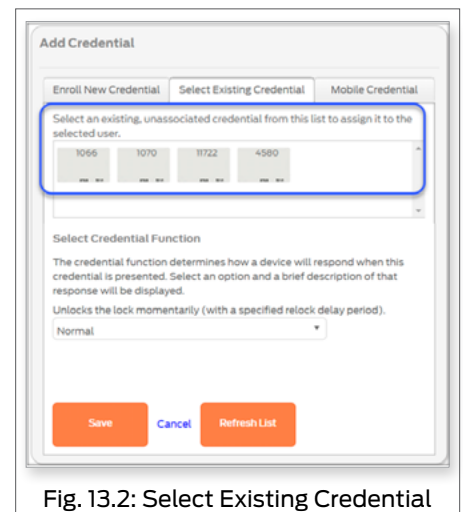 Add Credential
Enroll New Credential Select Existing Credential Mobile Credential
Select an existing, unassociated credential from this list to assign it to the
selected user.
1066 1070 11722 4580
Select Credential Function
The credential function determines how a device will respond when this
credential is presented. Select an option and a brief description of that
response will be displayed.
Unlocks the lock momentarily (with a specified relock delay period).
Normal
Save Cancel Refresh List
Fig. 13.2: Select Existing Credential